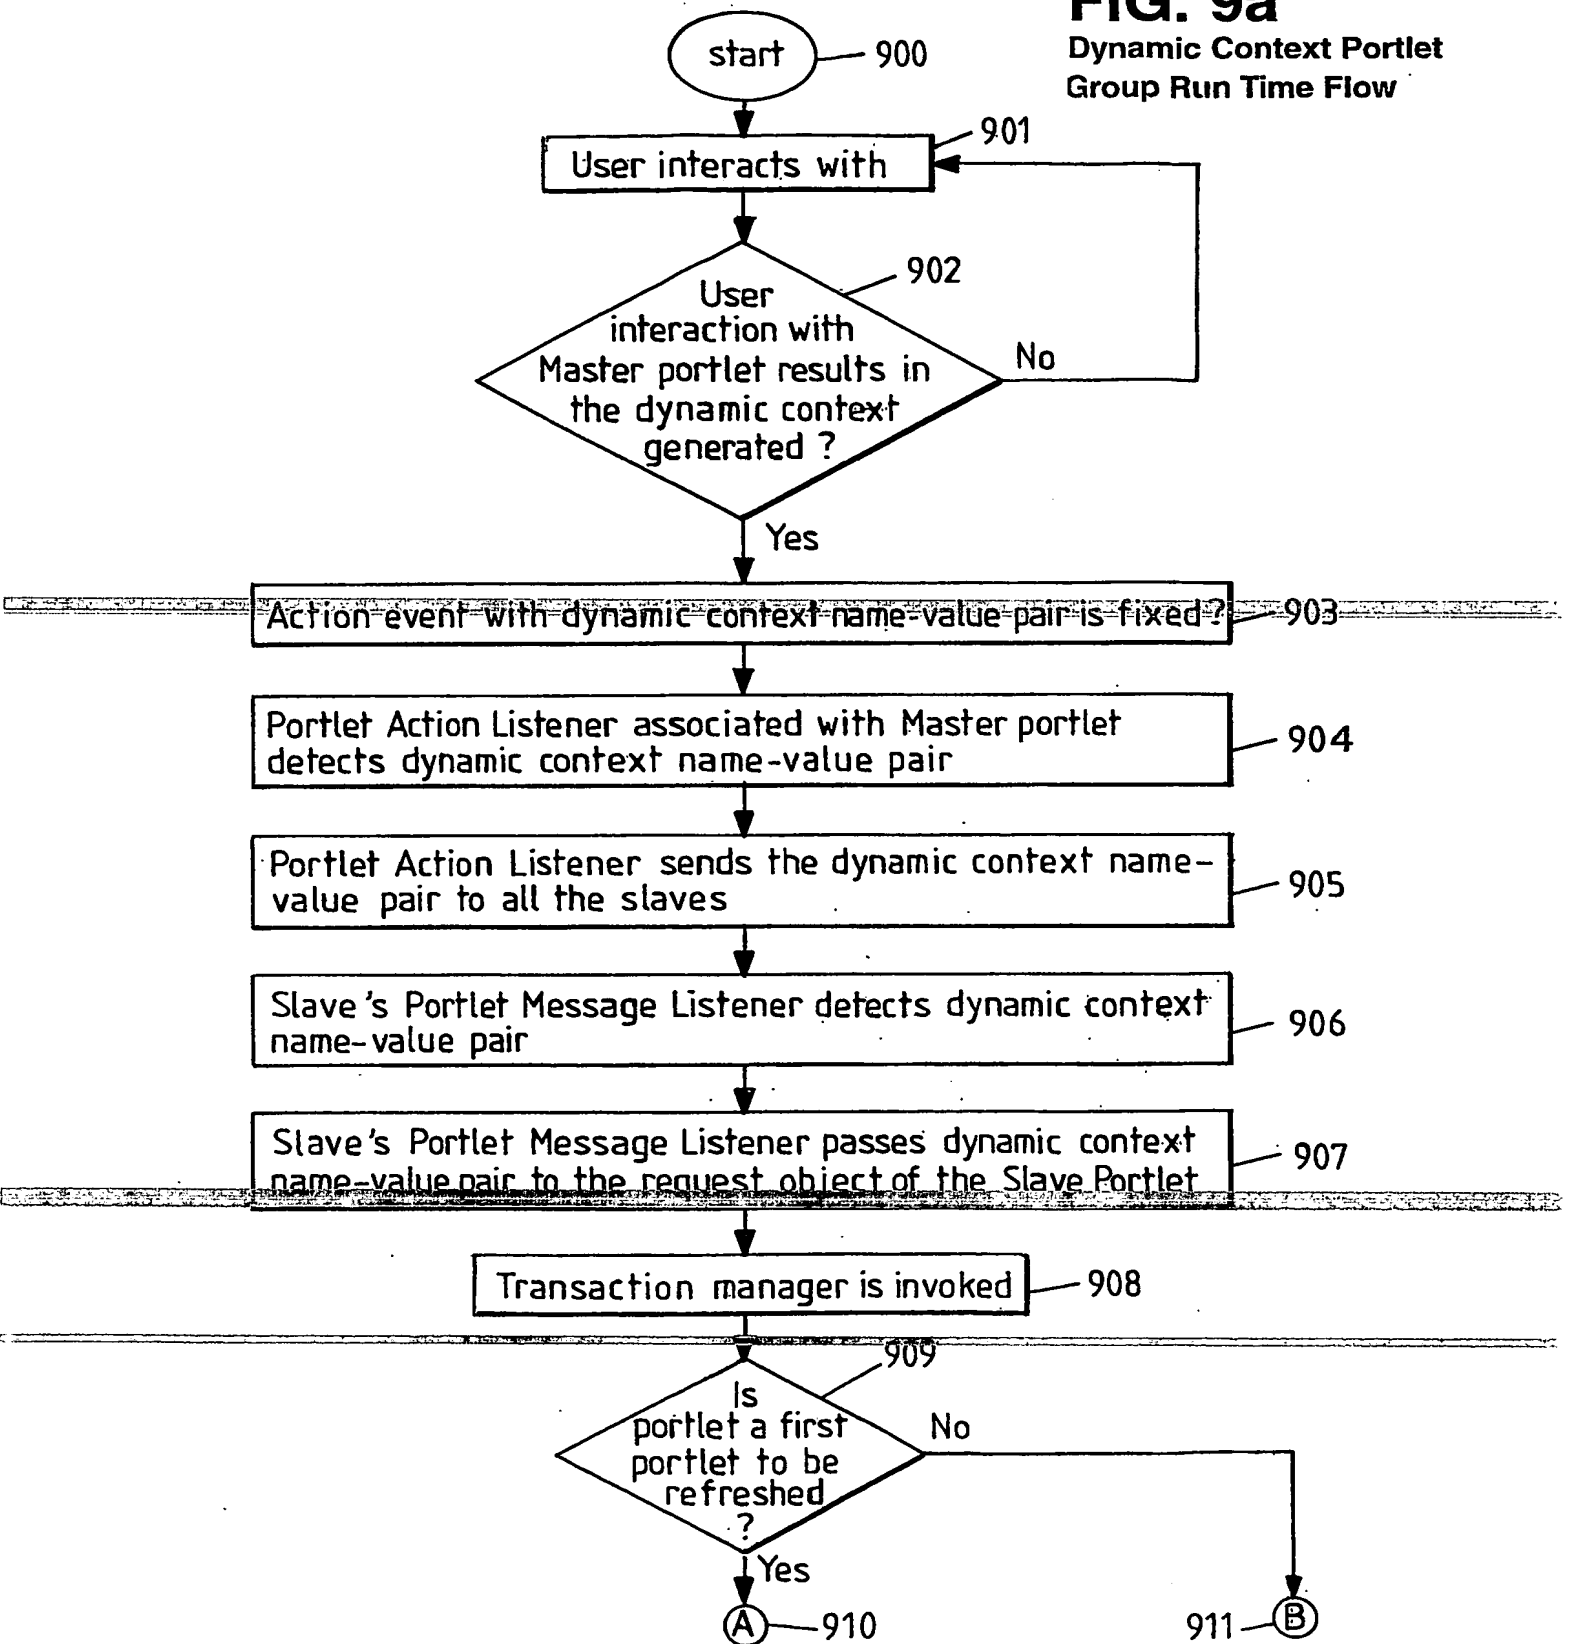 FIG. 9a
Dynamic Context Portlet
Group Run Time Flow
start
900
901
User interacts with
902
User
interaction with
Master portlet results in
the dynamic context
generated ?
No
Yes
Action event with dynamic context name-value pair is fixed?
903
Portlet Action Listener associated with Master portlet
detects dynamic context name-value pair
904
Portlet Action Listener sends the dynamic context name-
value pair to all the slaves
905
Slave's Portlet Message Listener detects dynamic context
name-value pair
906
Slave's Portlet Message Listener passes dynamic context
name-value pair to the request object of the Slave Portlet
907
Transaction manager is invoked
908
909
Is
portlet a first
portlet to be
refreshed
?
No
Yes
A
910
911
B